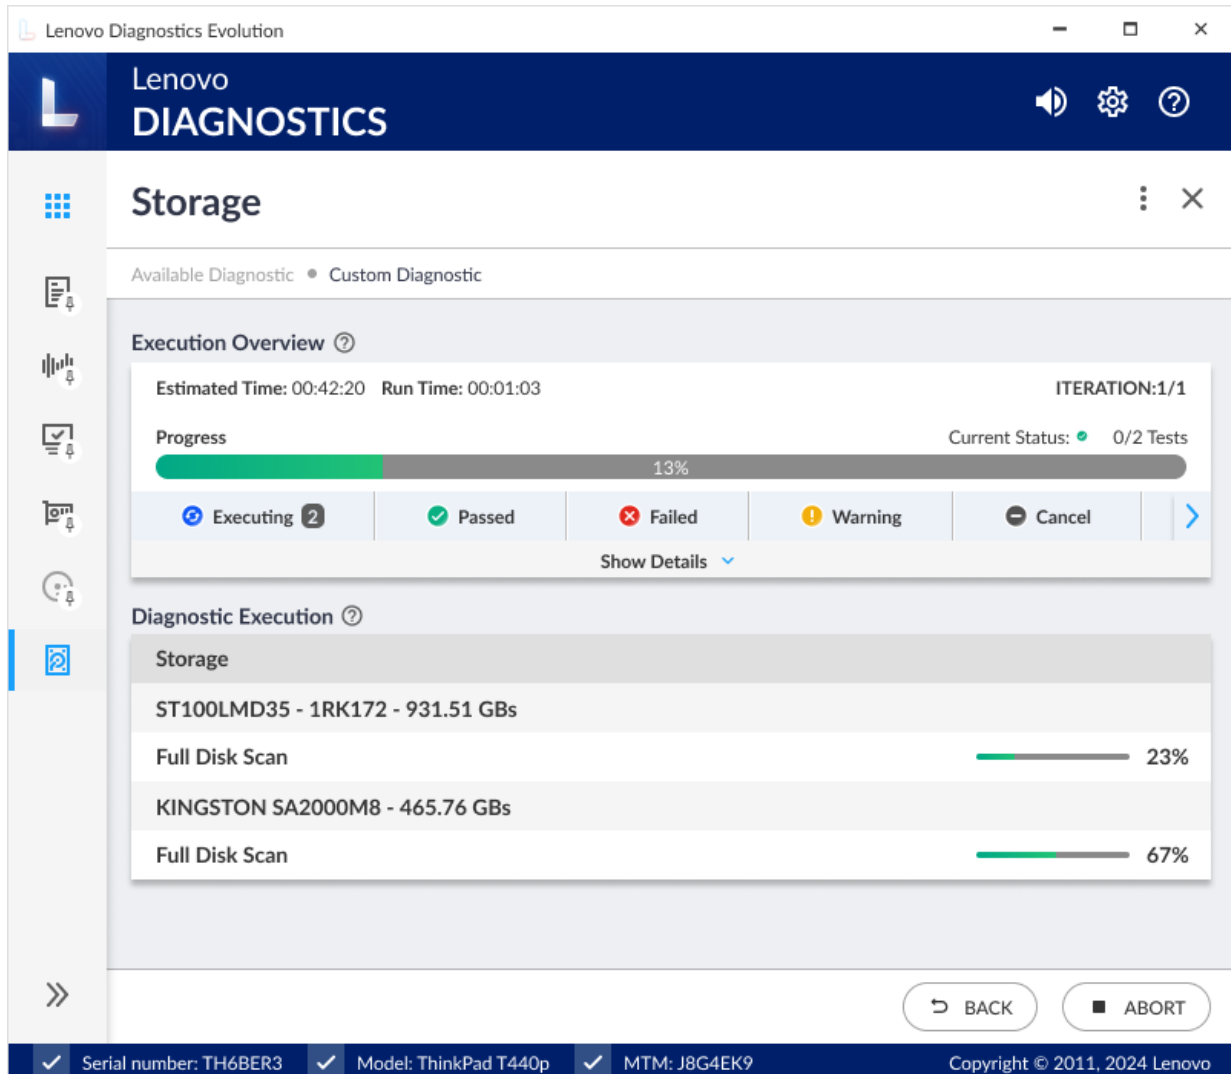 Lenovo Diagnostics Evolution
Lenovo
DIAGNOSTICS
Storage
Available Diagnostic • Custom Diagnostic
Execution Overview
Estimated Time: 00:42:20 Run Time: 00:01:03 ITERATION:1/1
Progress Current Status: 0/2 Tests
13%
Executing 2 Passed Failed Warning Cancel
Show Details
Diagnostic Execution
Storage
ST100LMD35 - 1RK172 - 931.51 GBs
Full Disk Scan 23%
KINGSTON SA2000M8 - 465.76 GBs
Full Disk Scan 67%
BACK ABORT
Serial number: TH6BER3 Model: ThinkPad T440p MTM: J8G4EK9 Copyright © 2011, 2024 Lenovo